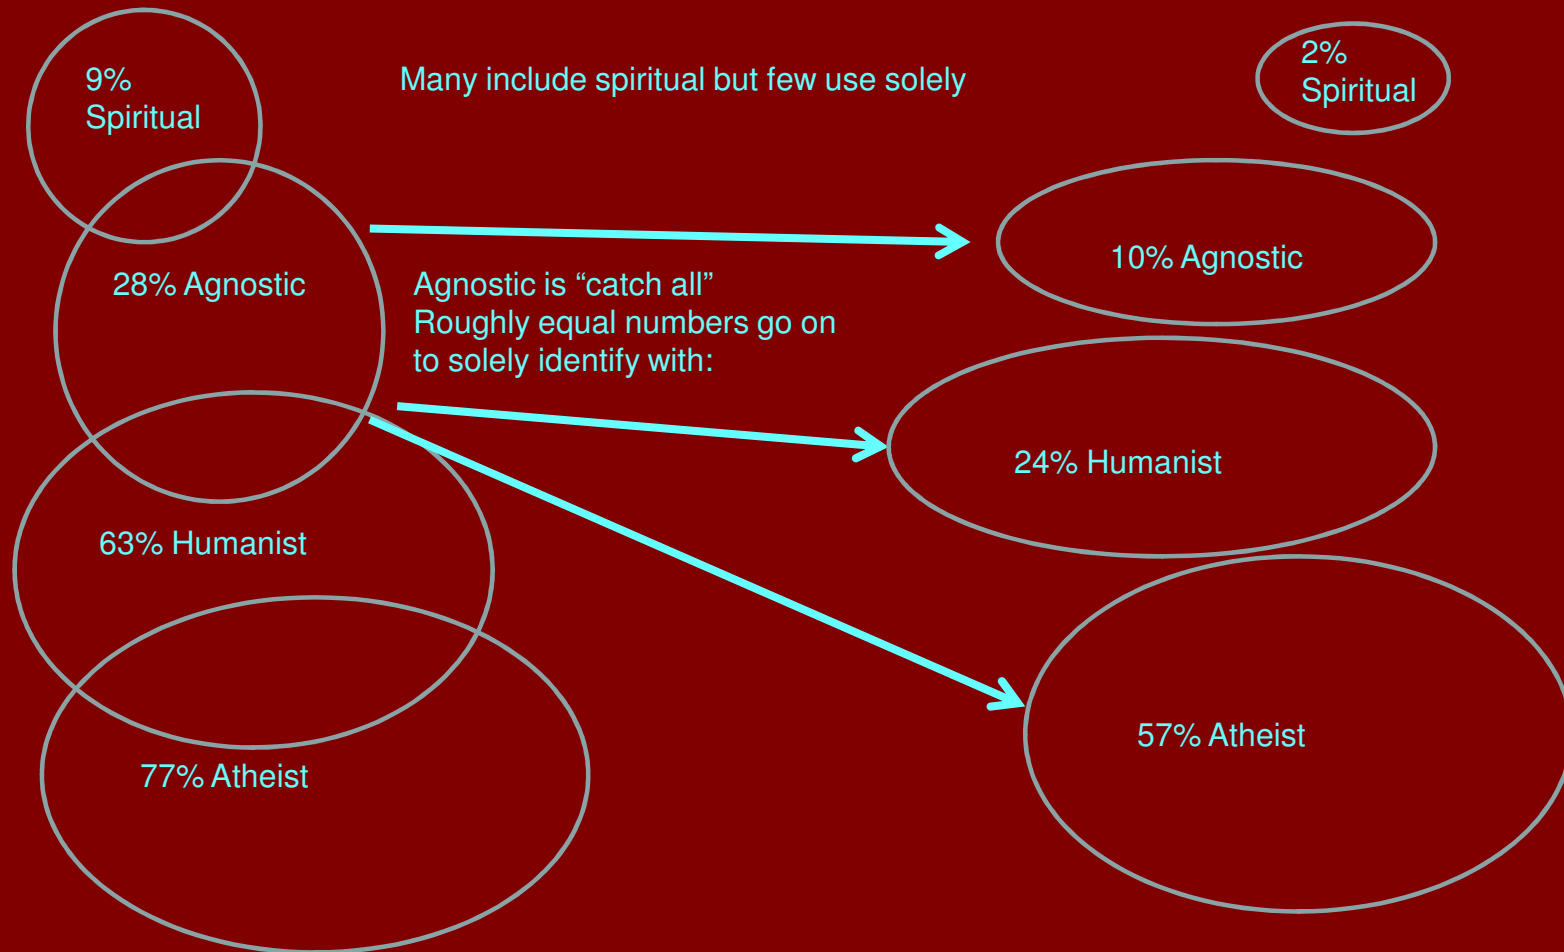 9%
Spiritual
Many include spiritual but few use solely
2%
Spiritual
28% Agnostic
Agnostic is “catch all”
Roughly equal numbers go on
to solely identify with:
10% Agnostic
63% Humanist
24% Humanist
77% Atheist
57% Atheist